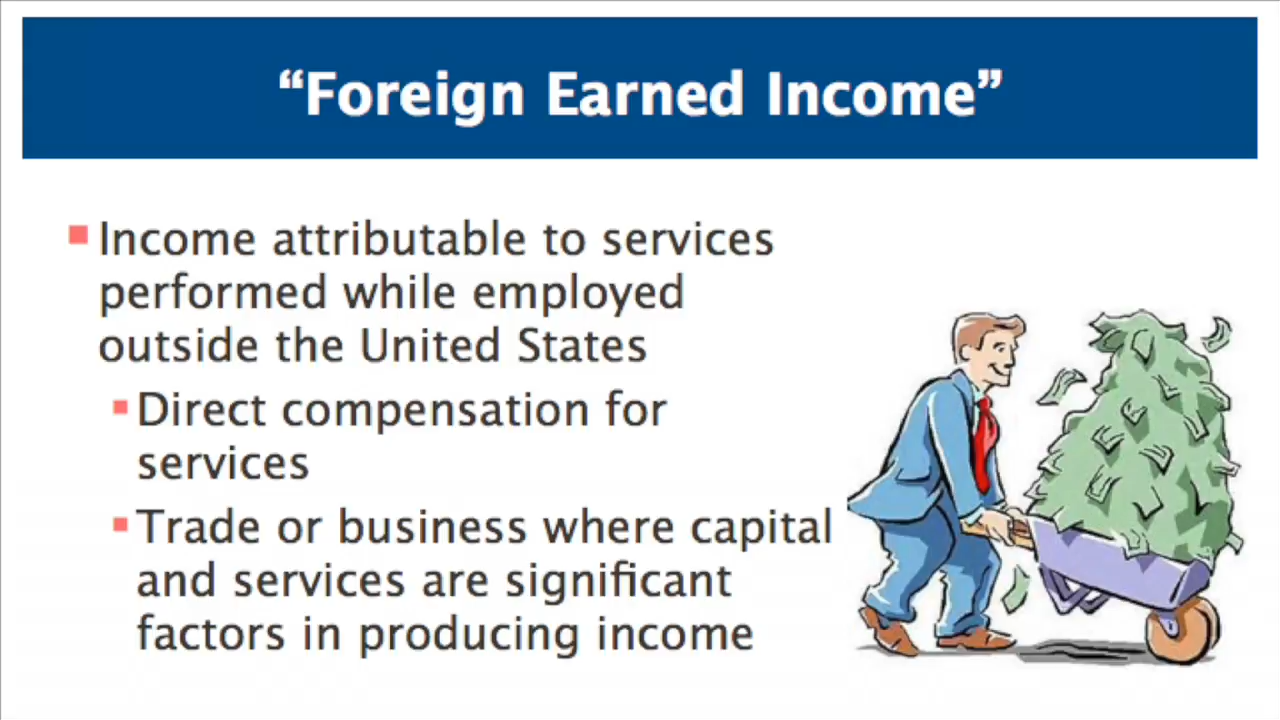 “Foreign Earned Income”
Income attributable to services
performed while employed
outside the United States
Direct compensation for
services
Trade or business where capital
and services are significant
factors in producing income